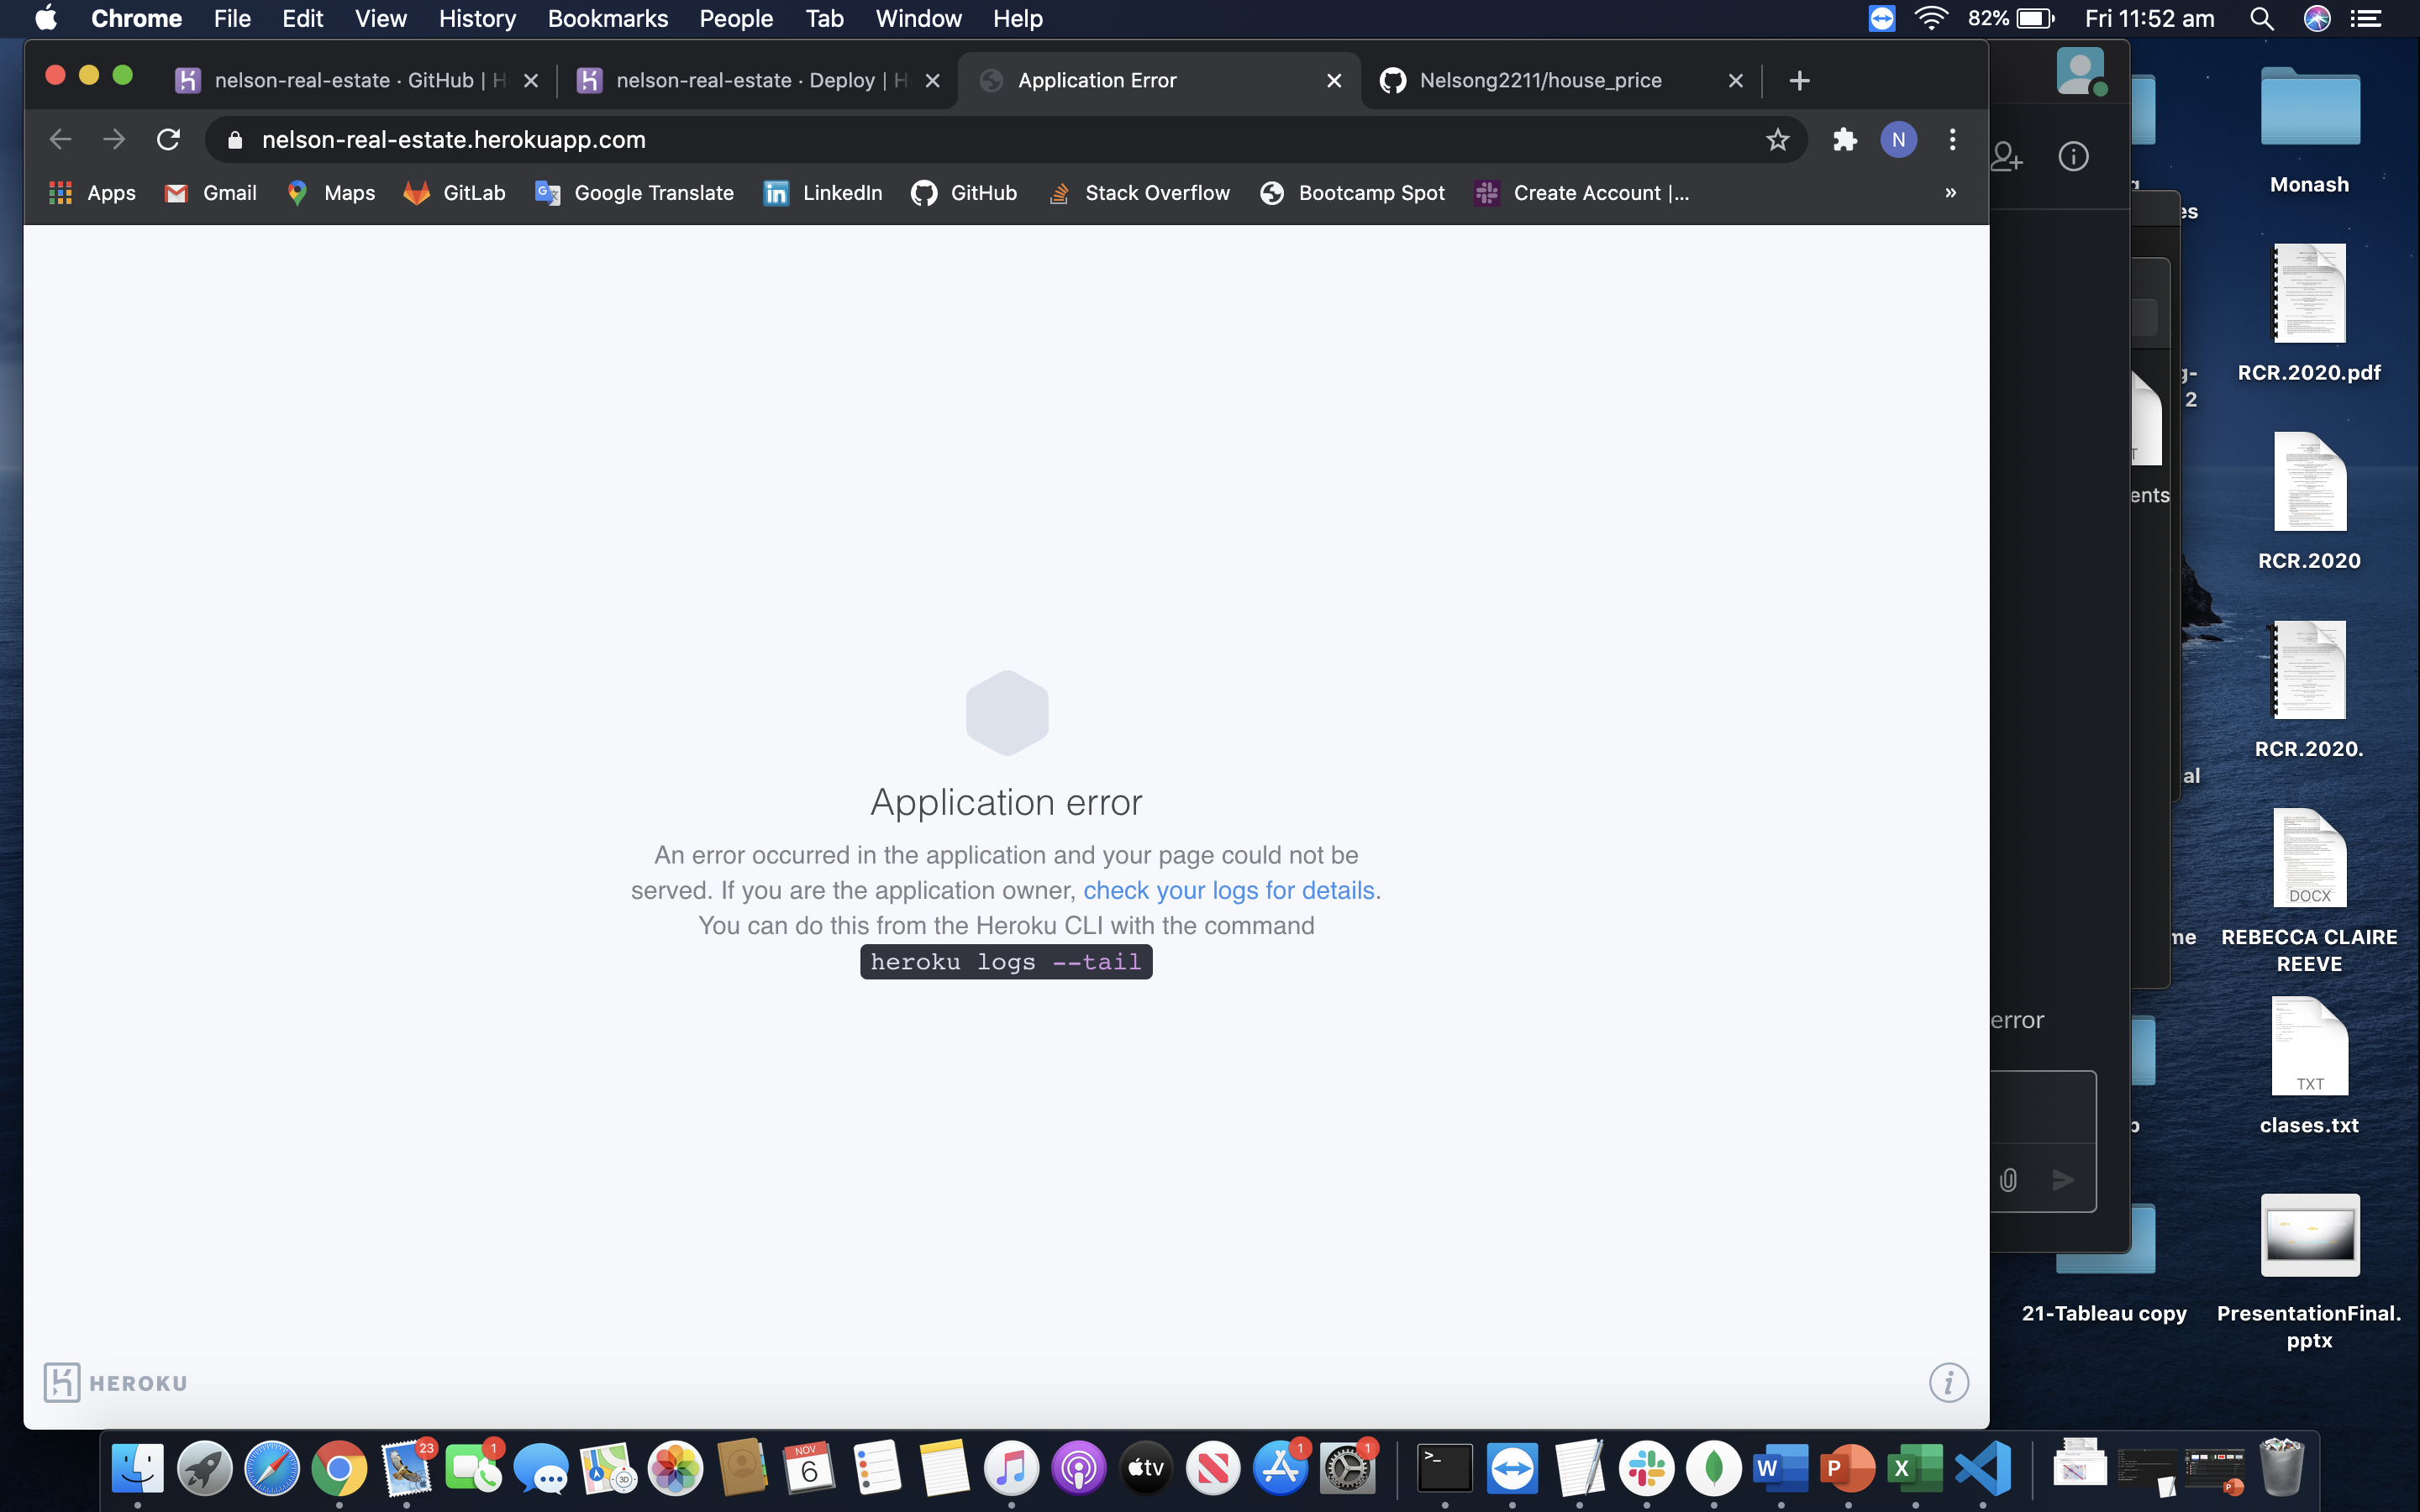 Chrome File Edit View History Bookmarks People Tab Window Help
82% Fri 11:52 am
nelson-real-estate · GitHub | H
nelson-real-estate · Deploy | H
Application Error
Nelsong2211/house_price
nelson-real-estate.herokuapp.com
N
Apps Gmail Maps GitLab Google Translate LinkedIn GitHub Stack Overflow Bootcamp Spot Create Account |... »
Application error
An error occurred in the application and your page could not be
served. If you are the application owner, check your logs for details.
You can do this from the Heroku CLI with the command
heroku logs --tail
HEROKU
error
es
g-
2
ents
al
me
Monash
RCR.2020.pdf
RCR.2020
RCR.2020.
DOCX
REBECCA CLAIRE
REEVE
TXT
clases.txt
21-Tableau copy
PresentationFinal.
pptx
23
1
3D
NOV
6
tv
1
1
>_
W
P
X